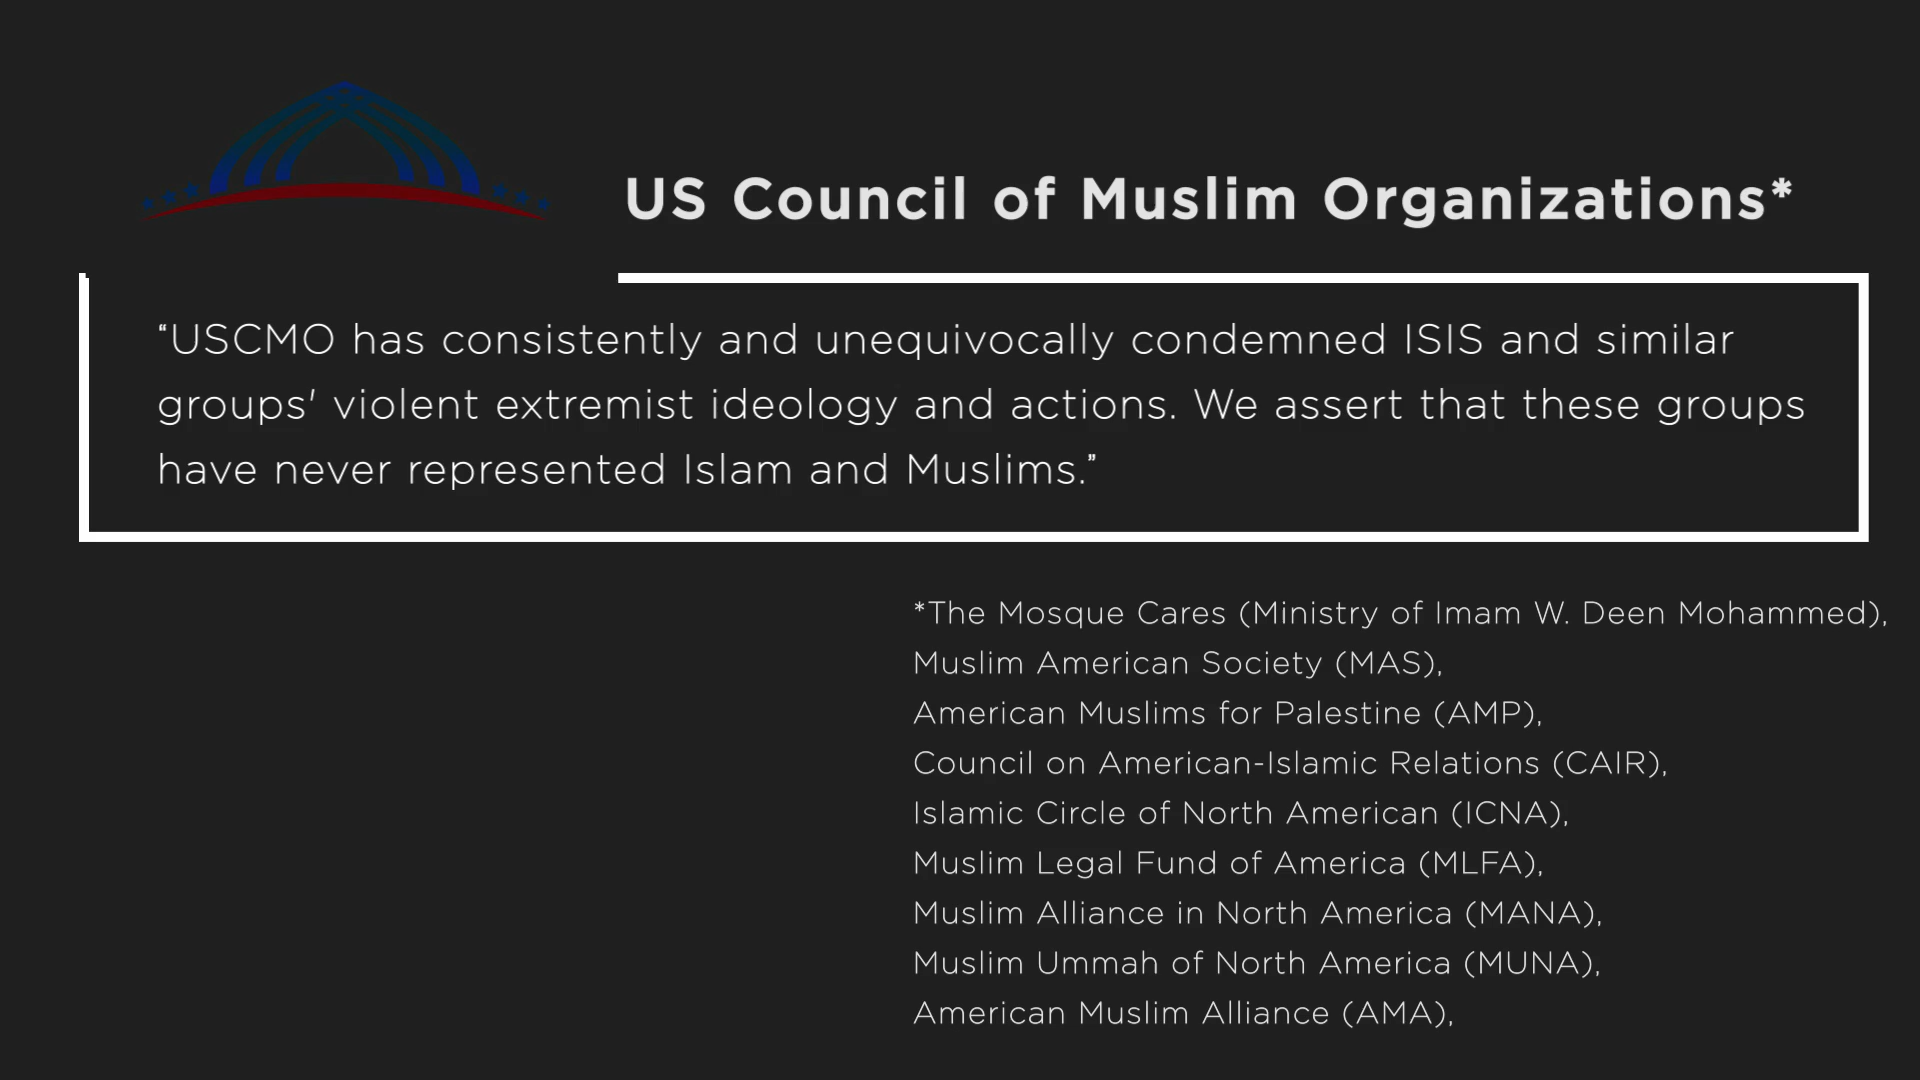 US Council of Muslim Organizations*
“USCMO has consistently and unequivocally condemned ISIS and similar
groups' violent extremist ideology and actions. We assert that these groups
have never represented Islam and Muslims.”
*The Mosque Cares (Ministry of Imam W. Deen Mohammed),
Muslim American Society (MAS),
American Muslims for Palestine (AMP),
Council on American-Islamic Relations (CAIR),
Islamic Circle of North American (ICNA),
Muslim Legal Fund of America (MLFA),
Muslim Alliance in North America (MANA),
Muslim Ummah of North America (MUNA),
American Muslim Alliance (AMA),